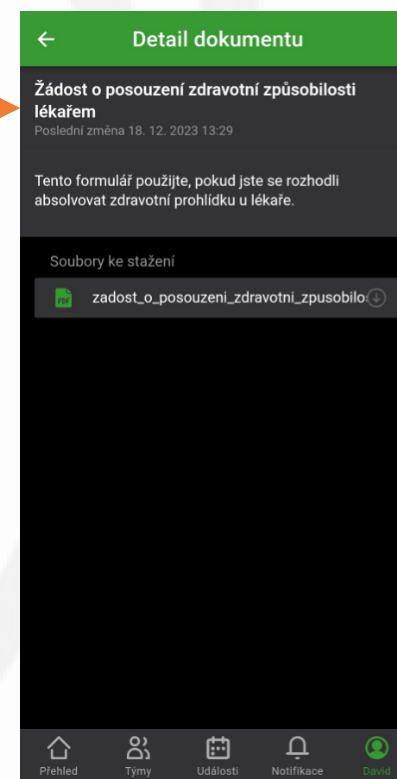 Detail dokumentu
Žádost o posouzení zdravotní způsobilosti
lékařem
Poslední změna 18. 12. 2023 13:29
Tento formulář použijte, pokud jste se rozhodli
absolvovat zdravotní prohlídku u lékaře.
Soubory ke stažení
PDF zadost_o_posouzeni_zdravotni_zpusobilo
Přehled Týmy Události Notifikace David